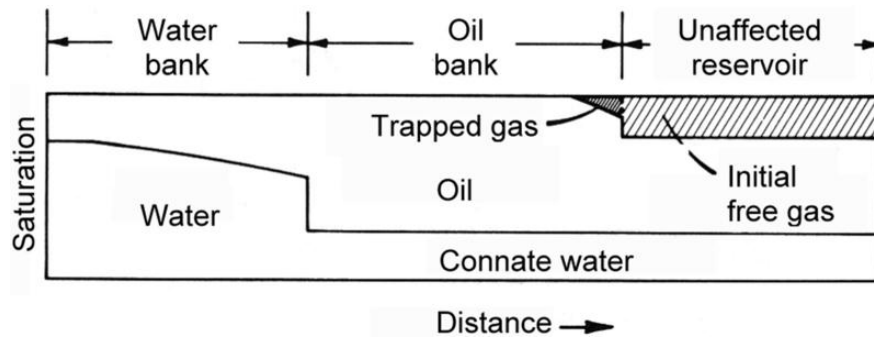 Water
bank
Oil
bank
Unaffected
reservoir
Saturation
Trapped gas
Oil
Initial
free gas
Water
Connate water
Distance